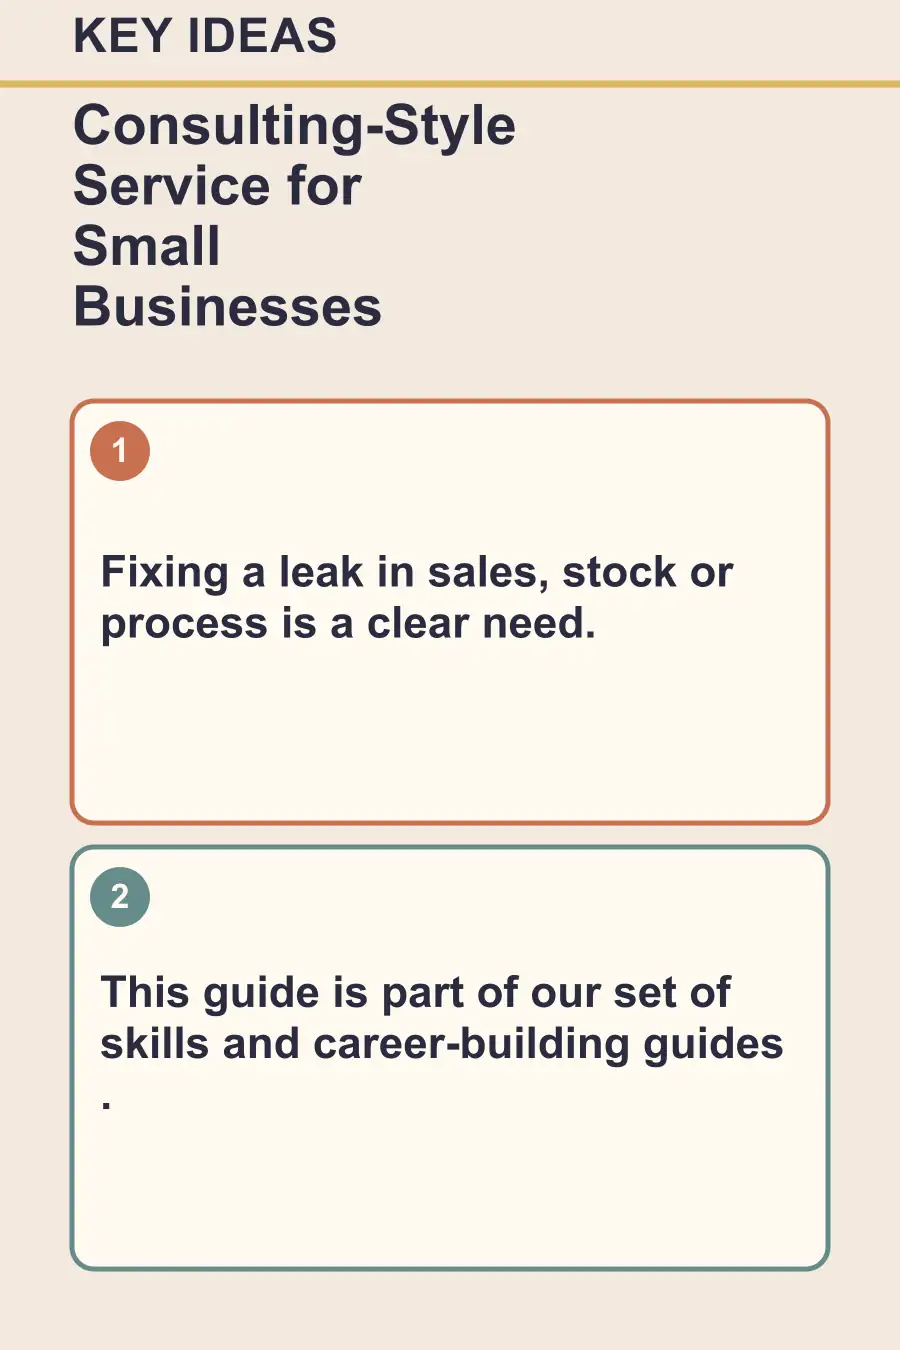 KEY IDEAS
Consulting-Style
Service for
Small
Businesses
1
Fixing a leak in sales, stock or
process is a clear need.
2
This guide is part of our set of
skills and career-building guides
.